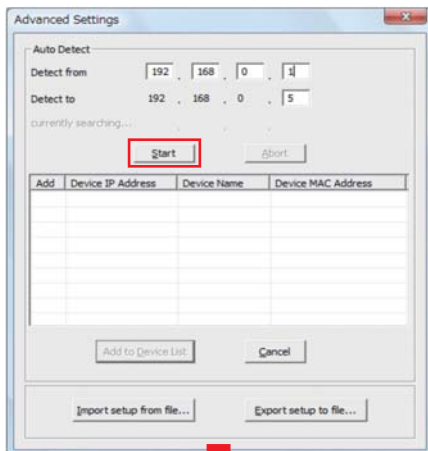 Advanced Settings
Auto Detect
Detect from 192 . 168 . 0 . 1
Detect to 192 . 168 . 0 . 5
currently searching... . . .
Start Abort
Add Device IP Address Device Name Device MAC Address
Add to Device List Cancel
Import setup from file... Export setup to file...